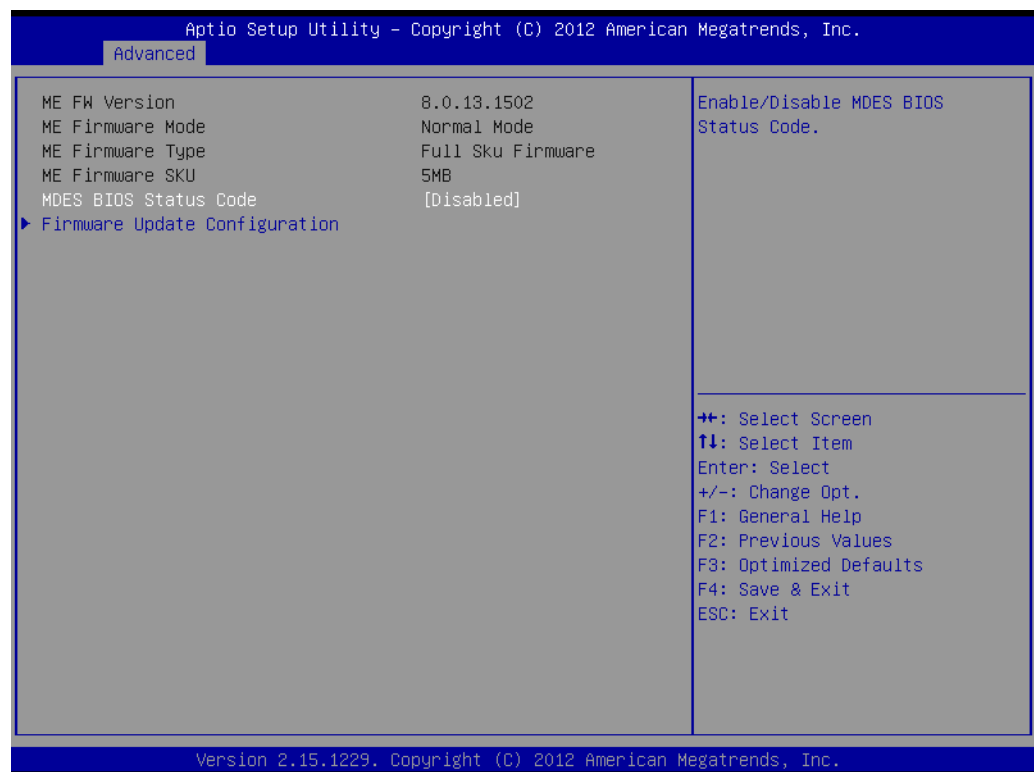 Aptio Setup Utility – Copyright (C) 2012 American Megatrends, Inc.
Advanced
ME FW Version 8.0.13.1502
ME Firmware Mode Normal Mode
ME Firmware Type Full Sku Firmware
ME Firmware SKU 5MB
MDES BIOS Status Code [Disabled]
Firmware Update Configuration
Enable/Disable MDES BIOS
Status Code.
→←: Select Screen
↑↓: Select Item
Enter: Select
+/-: Change Opt.
F1: General Help
F2: Previous Values
F3: Optimized Defaults
F4: Save & Exit
ESC: Exit
Version 2.15.1229. Copyright (C) 2012 American Megatrends, Inc.